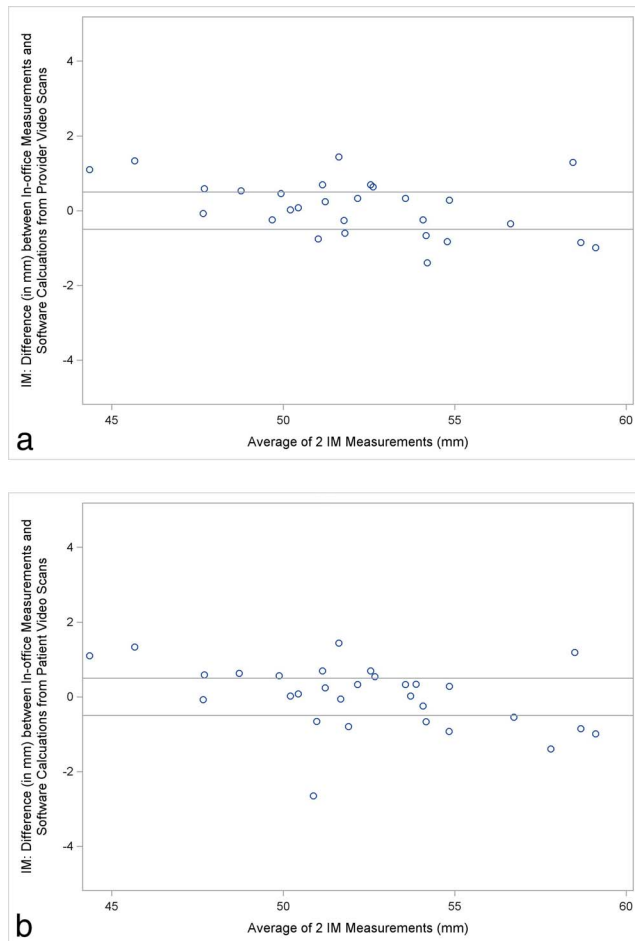 IM: Difference (in mm) between In-office Measurements and
Software Calcuations from Provider Video Scans
4
2
0
-2
-4
45 50 55 60
Average of 2 IM Measurements (mm)
a
IM: Difference (in mm) between In-office Measurements and
Software Calcuations from Patient Video Scans
4
2
0
-2
-4
45 50 55 60
Average of 2 IM Measurements (mm)
b